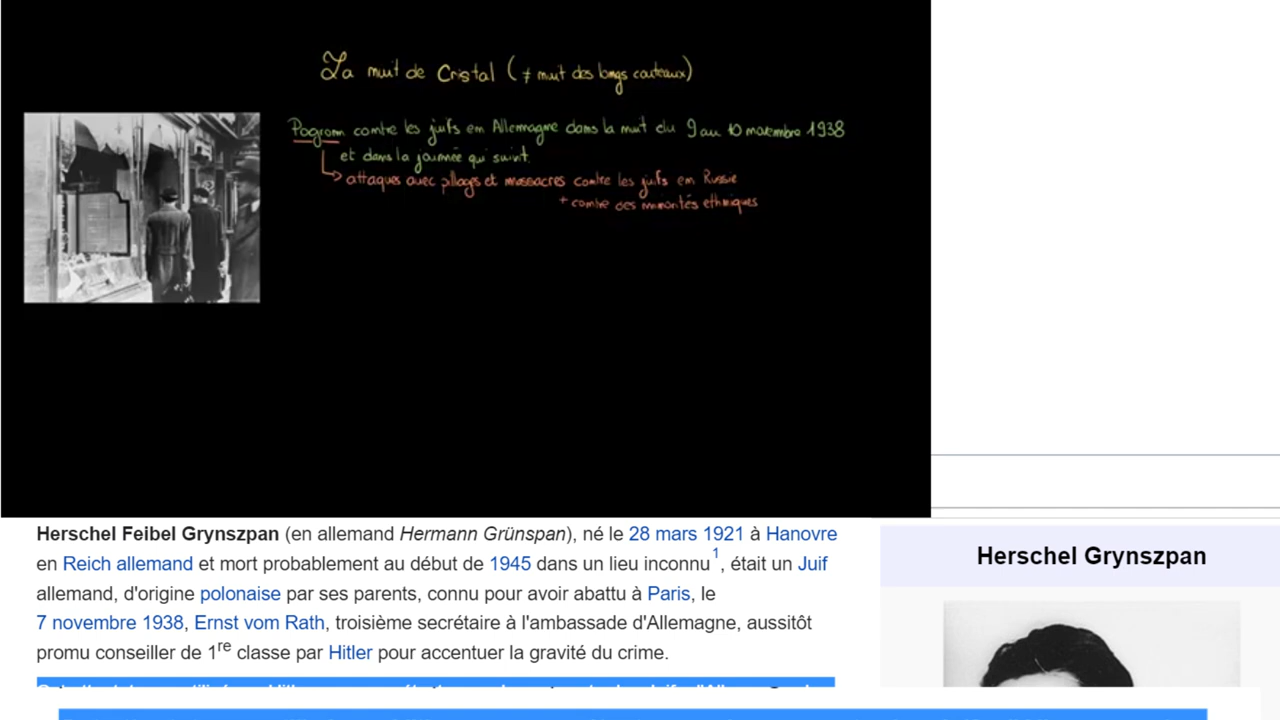 La nuit de Cristal (≠ nuit des longs couteaux)
Pogrom contre les juifs en Allemagne dans la nuit du 9 au 10 novembre 1938
et dans la journée qui suivit.
attaques avec pillages et massacres contre les juifs en Russie
+ contre des minorités ethniques
Herschel Feibel Grynszpan (en allemand Hermann Grünspan), né le 28 mars 1921 à Hanovre
en Reich allemand et mort probablement au début de 1945 dans un lieu inconnu1, était un Juif
allemand, d'origine polonaise par ses parents, connu pour avoir abattu à Paris, le
7 novembre 1938, Ernst vom Rath, troisième secrétaire à l'ambassade d'Allemagne, aussitôt
promu conseiller de 1re classe par Hitler pour accentuer la gravité du crime.
Herschel Grynszpan